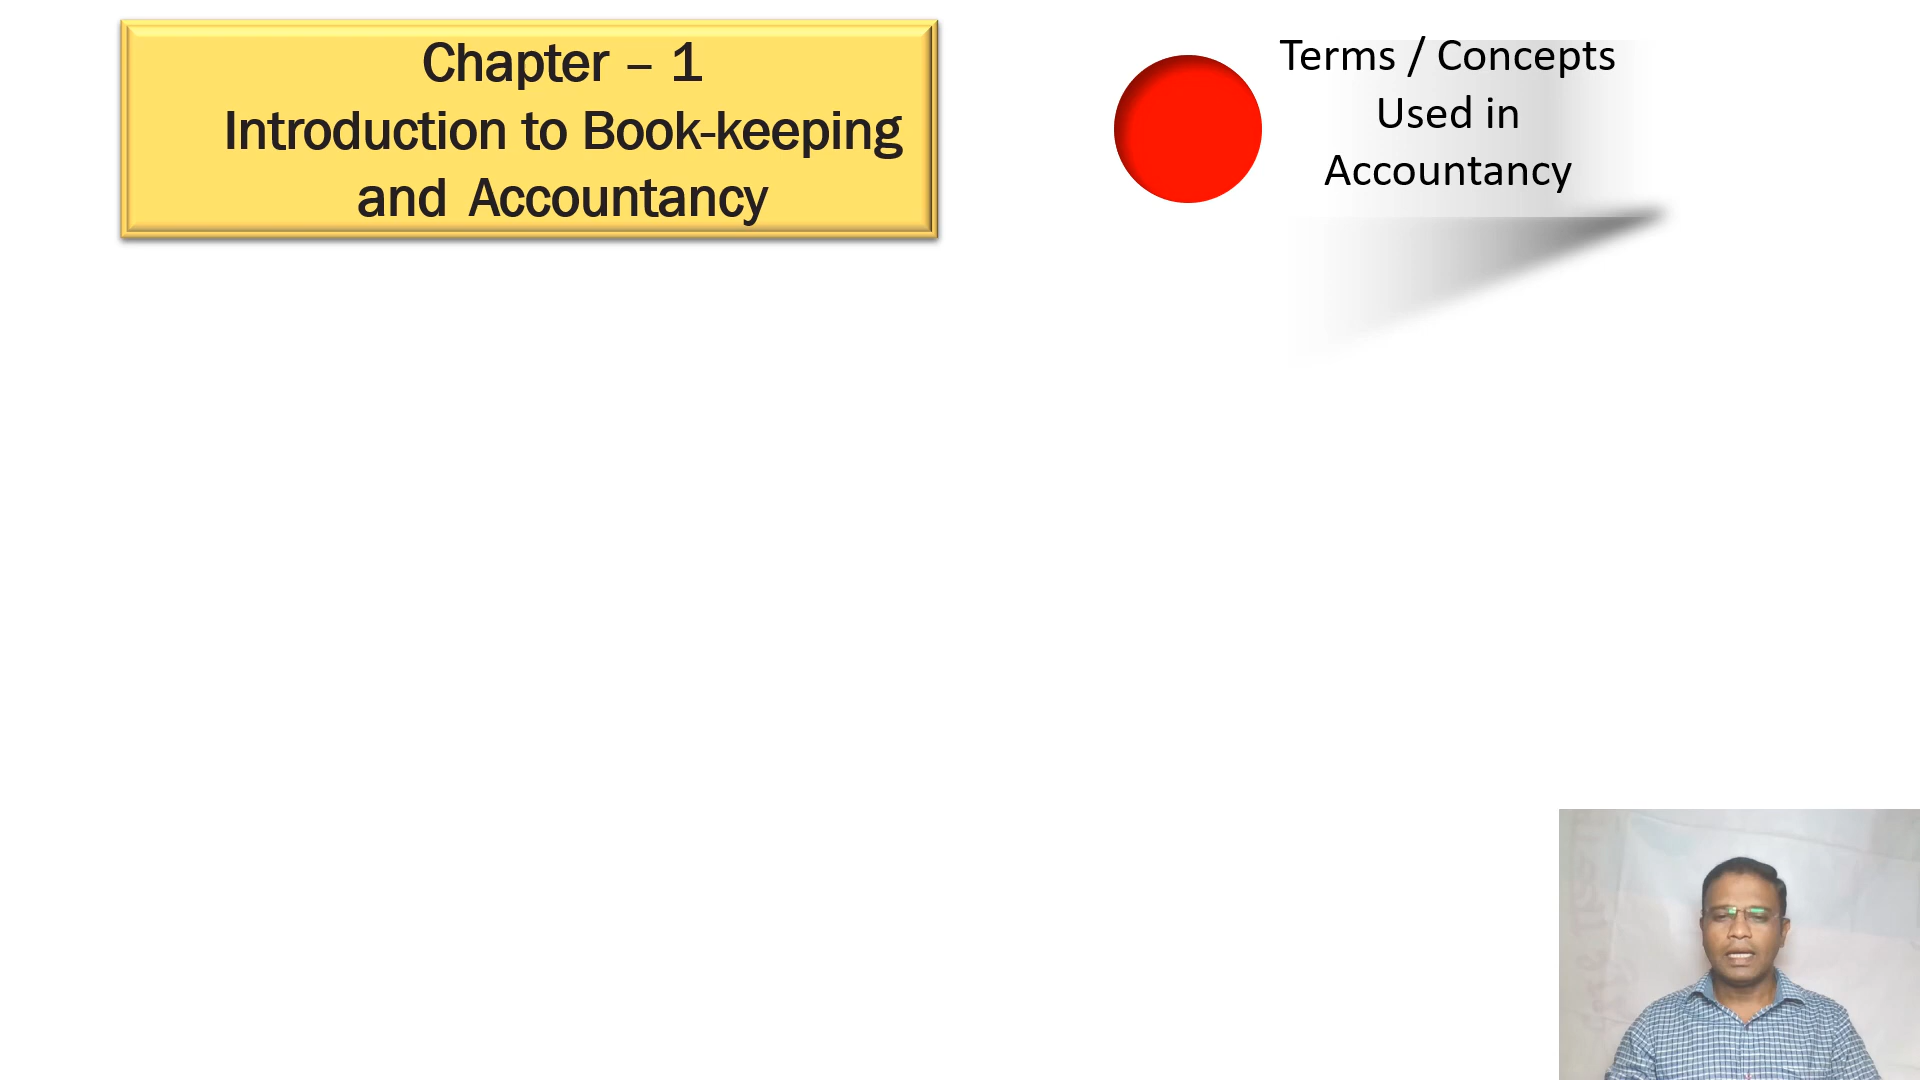 Chapter – 1
Introduction to Book-keeping
and Accountancy
Terms / Concepts
Used in
Accountancy